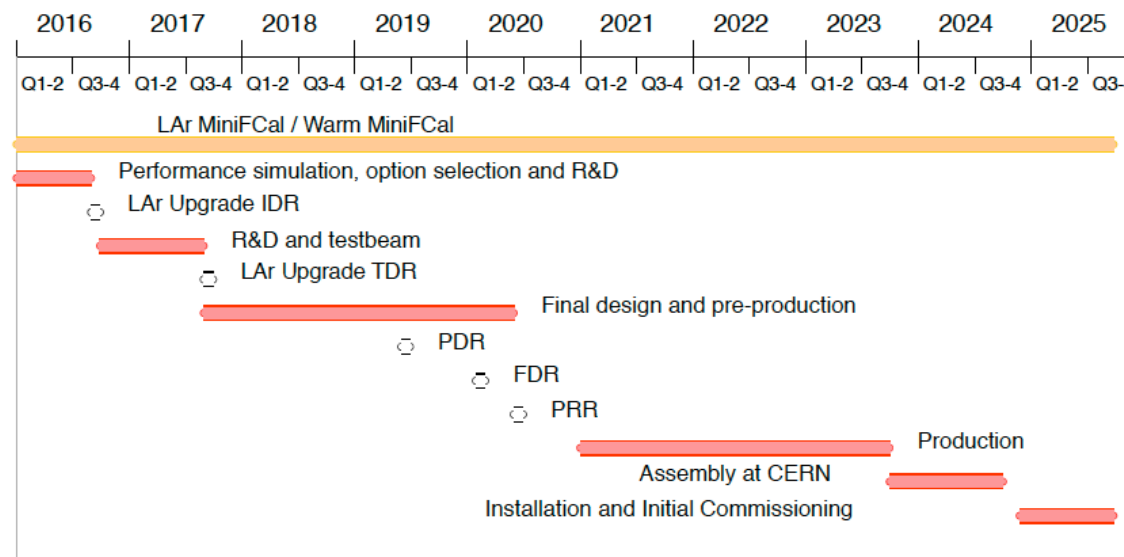 2016 2017 2018 2019 2020 2021 2022 2023 2024 2025
Q1-2 Q3-4 Q1-2 Q3-4 Q1-2 Q3-4 Q1-2 Q3-4 Q1-2 Q3-4 Q1-2 Q3-4 Q1-2 Q3-4 Q1-2 Q3-4 Q1-2 Q3-4 Q1-2 Q3-
LAr MiniFCal / Warm MiniFCal
Performance simulation, option selection and R&D
LAr Upgrade IDR
R&D and testbeam
LAr Upgrade TDR
Final design and pre-production
PDR
FDR
PRR
Production
Assembly at CERN
Installation and Initial Commissioning